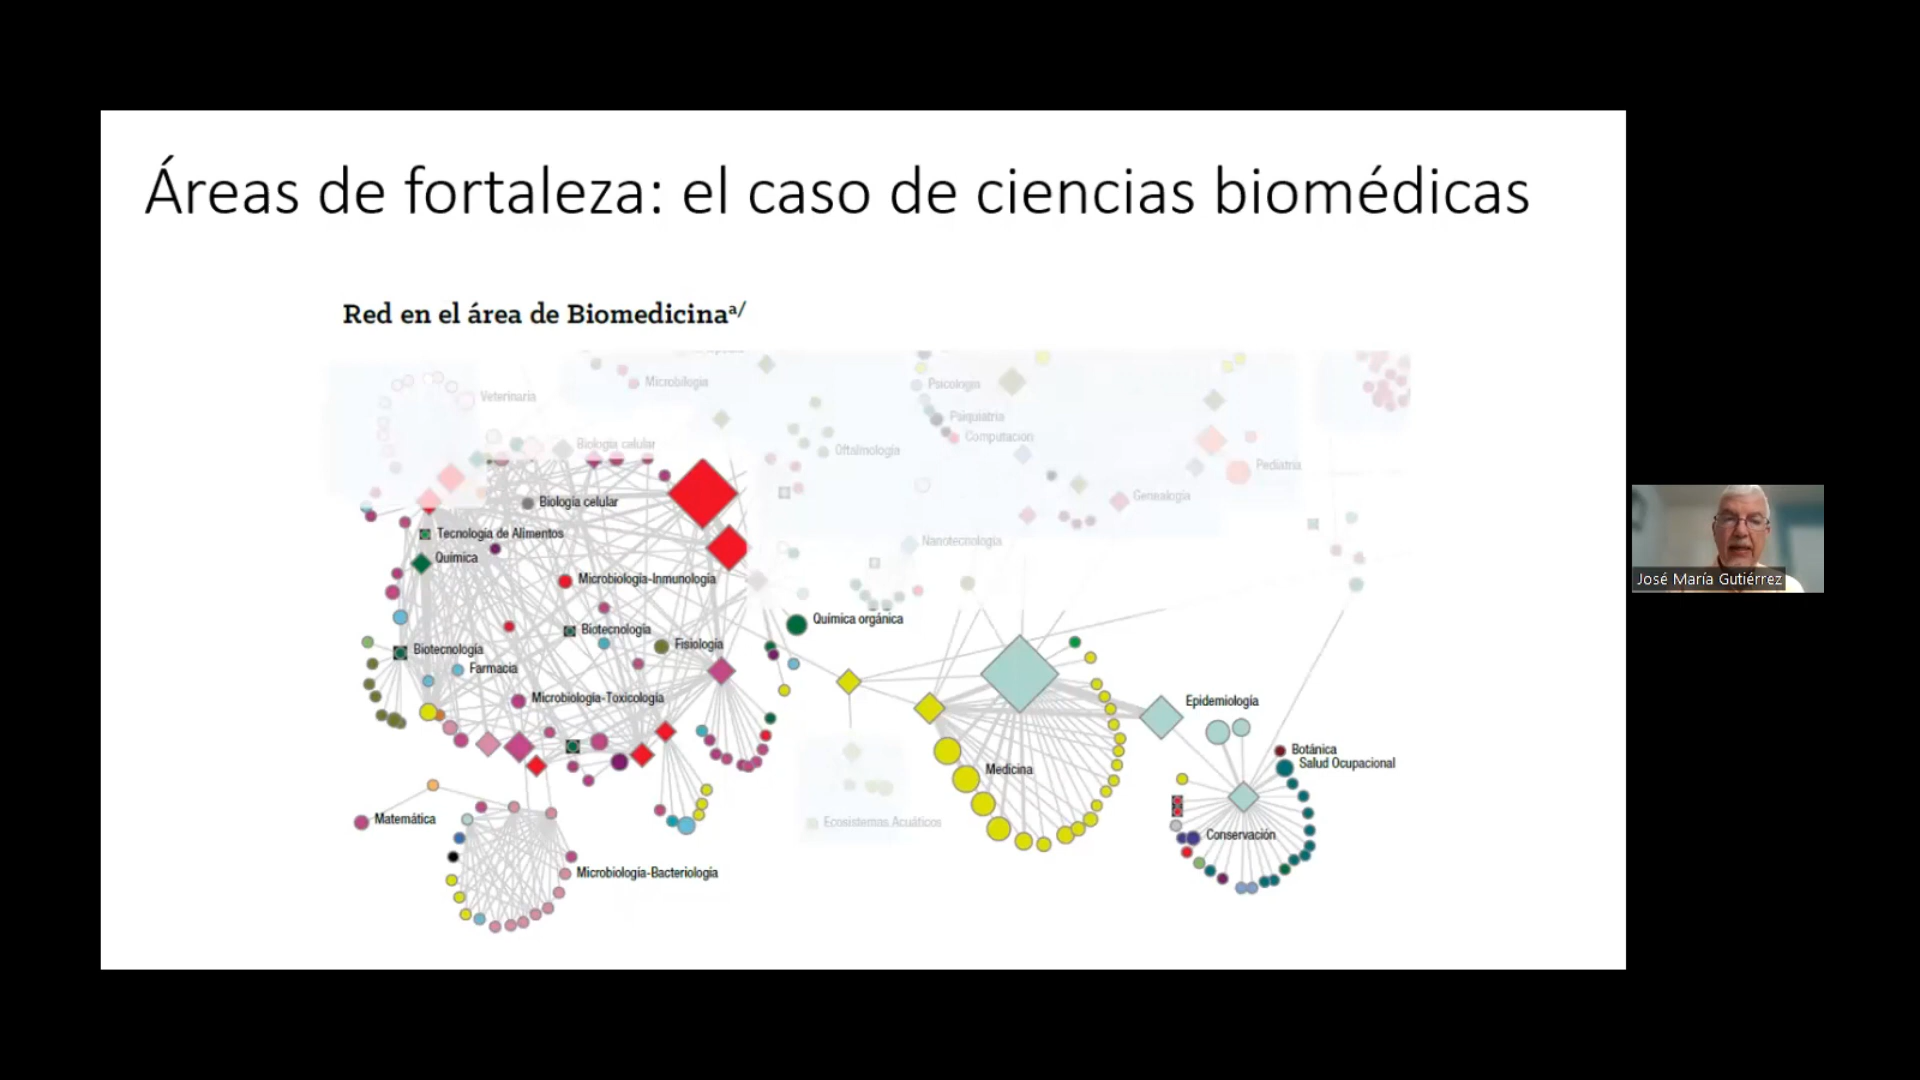 Áreas de fortaleza: el caso de ciencias biomédicas
Red en el área de Biomedicinaᵃ/
Microbilogía
Psicología
Veterinaria
Psiquiatría
Computación
Biología celular
Oftalmología
Pediatría
Genealogía
Biología celular
Tecnología de Alimentos
Química
Nanotecnología
Microbiología-Inmunología
Química orgánica
Biotecnología
Fisiología
Biotecnología
Farmacia
Microbiología-Toxicología
Epidemiología
Botánica
Salud Ocupacional
Medicina
Matemática
Ecosistemas Acuáticos
Conservación
Microbiología-Bacteriología
José María Gutiérrez